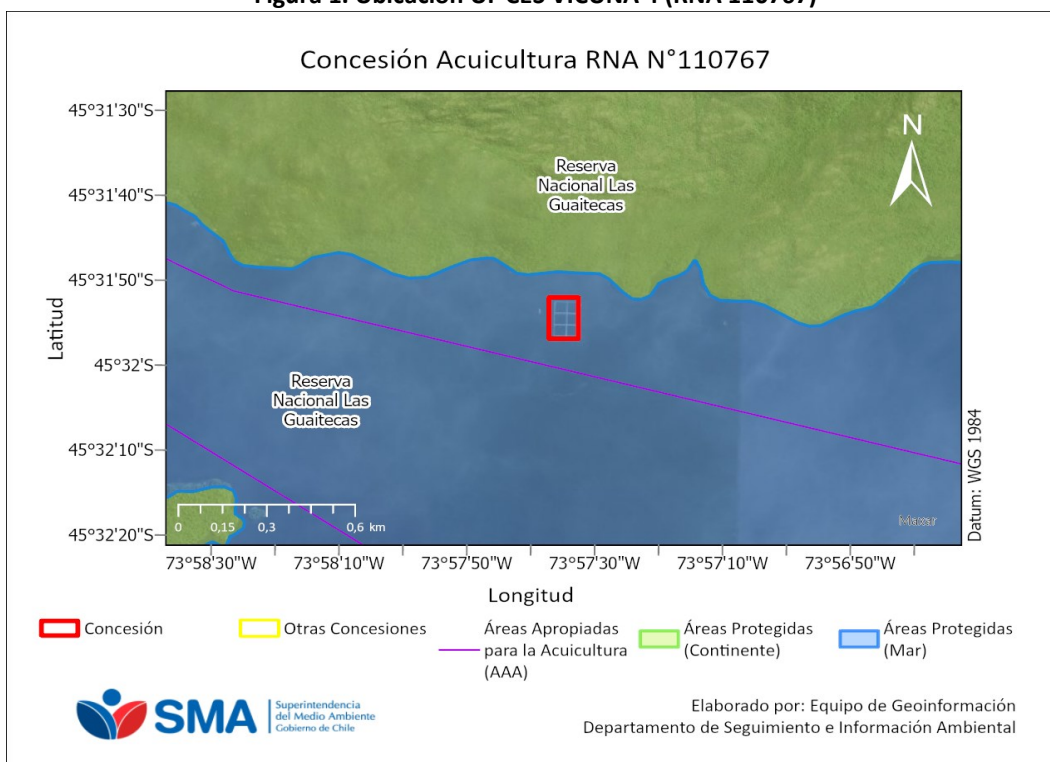 Figura 1. Ubicación UF CES VICUÑA 4 (RNA 110767)
Concesión Acuicultura RNA N°110767
45°31'30"S
45°31'40"S
45°31'50"S
45°32'S
45°32'10"S
45°32'20"S
Latitud
N
Reserva
Nacional Las
Guaitecas
Reserva
Nacional Las
Guaitecas
0 0,15 0,3 0,6 km
Maxar
Datum: WGS 1984
73°58'30"W 73°58'10"W 73°57'50"W 73°57'30"W 73°57'10"W 73°56'50"W
Longitud
Concesión
Otras Concesiones
Áreas Apropiadas
para la Acuicultura
(AAA)
Áreas Protegidas
(Continente)
Áreas Protegidas
(Mar)
SMA
Superintendencia
del Medio Ambiente
Gobierno de Chile
Elaborado por: Equipo de Geoinformación
Departamento de Seguimiento e Información Ambiental